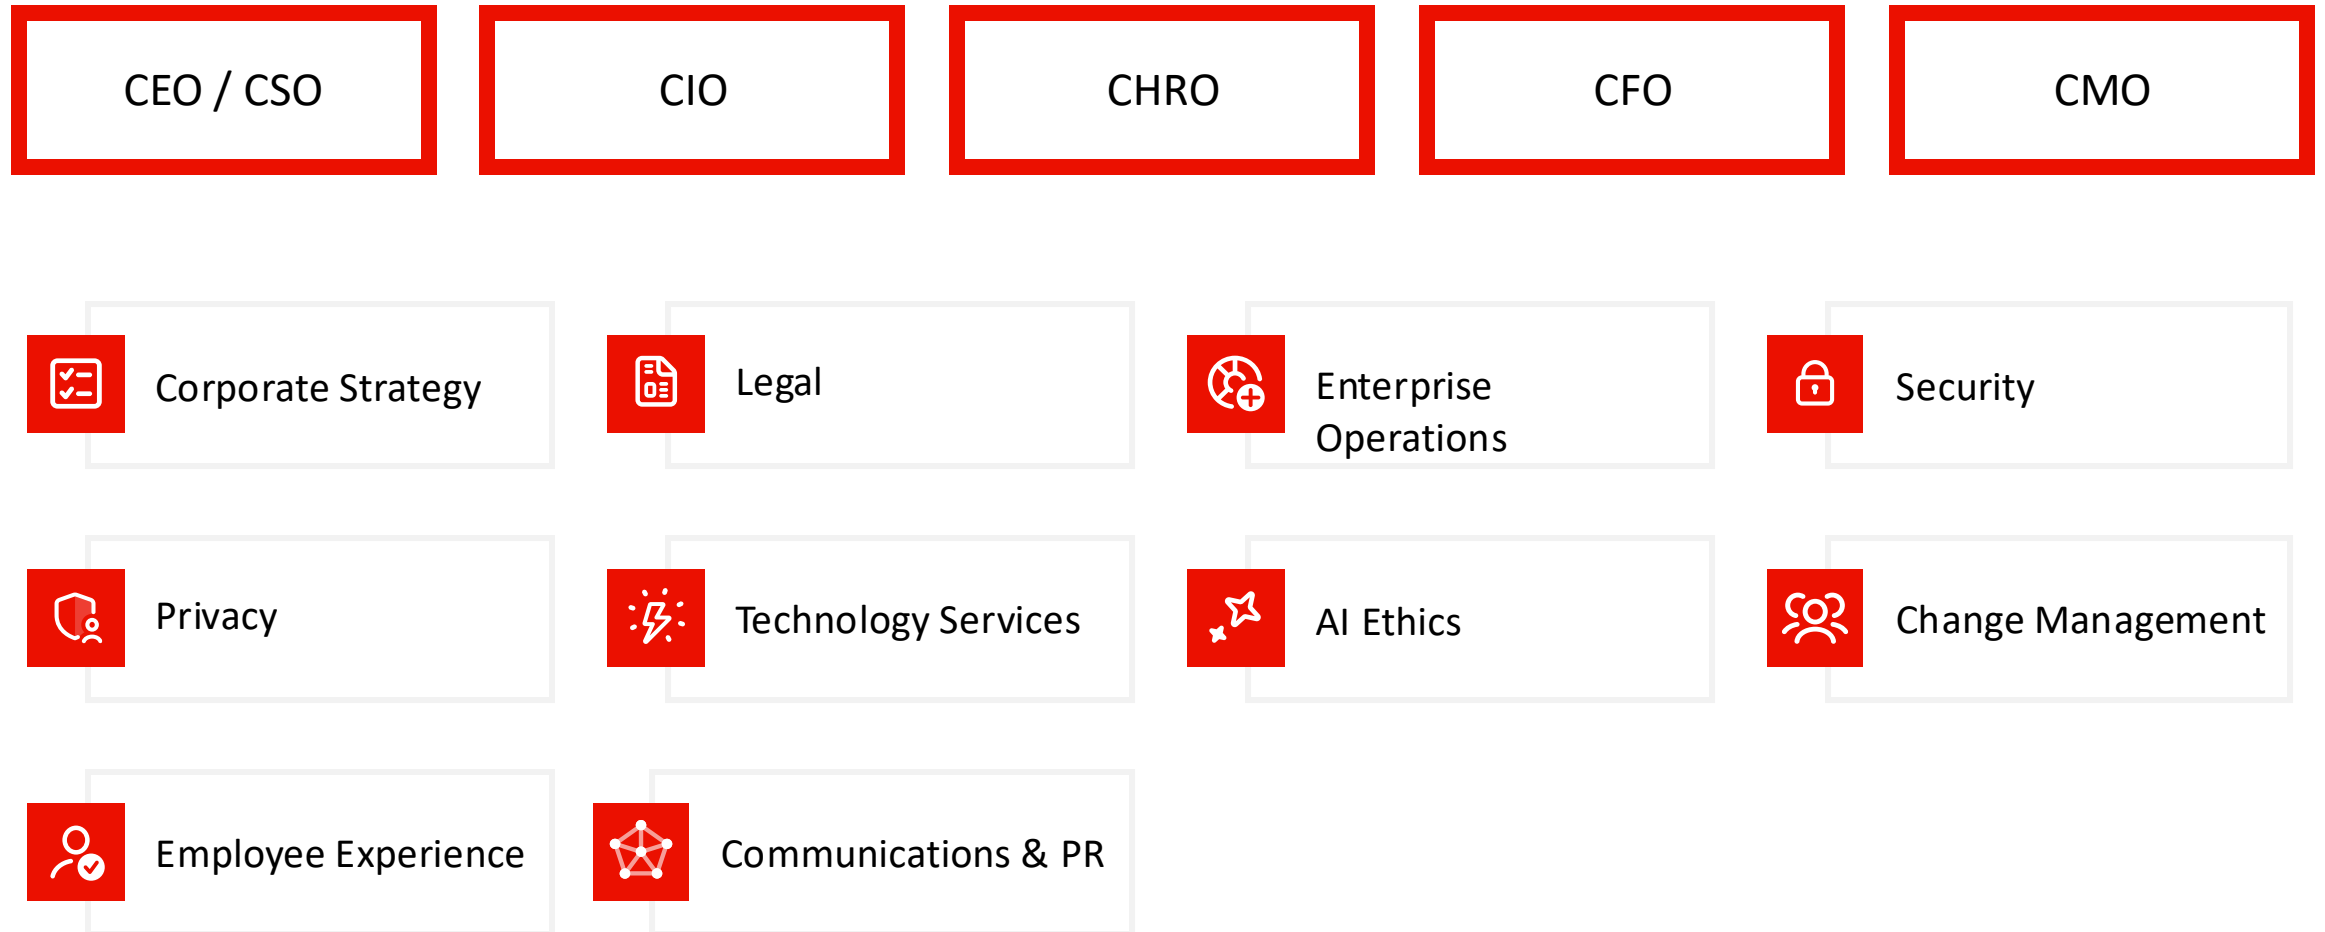 CEO / CSO
CIO
CHRO
CFO
CMO
Corporate Strategy
Legal
Enterprise
Operations
Security
Privacy
Technology Services
AI Ethics
Change Management
Employee Experience
Communications & PR